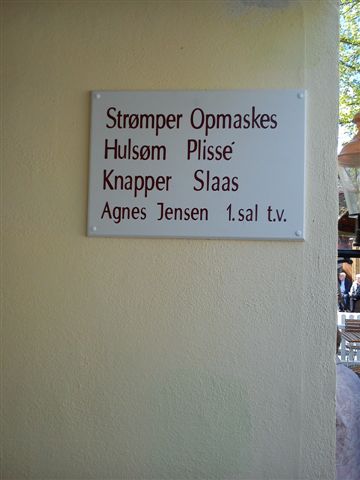 Strømper Opmaskes
Hulsøm Plissé
Knapper Slaas
Agnes Jensen 1.sal t.v.